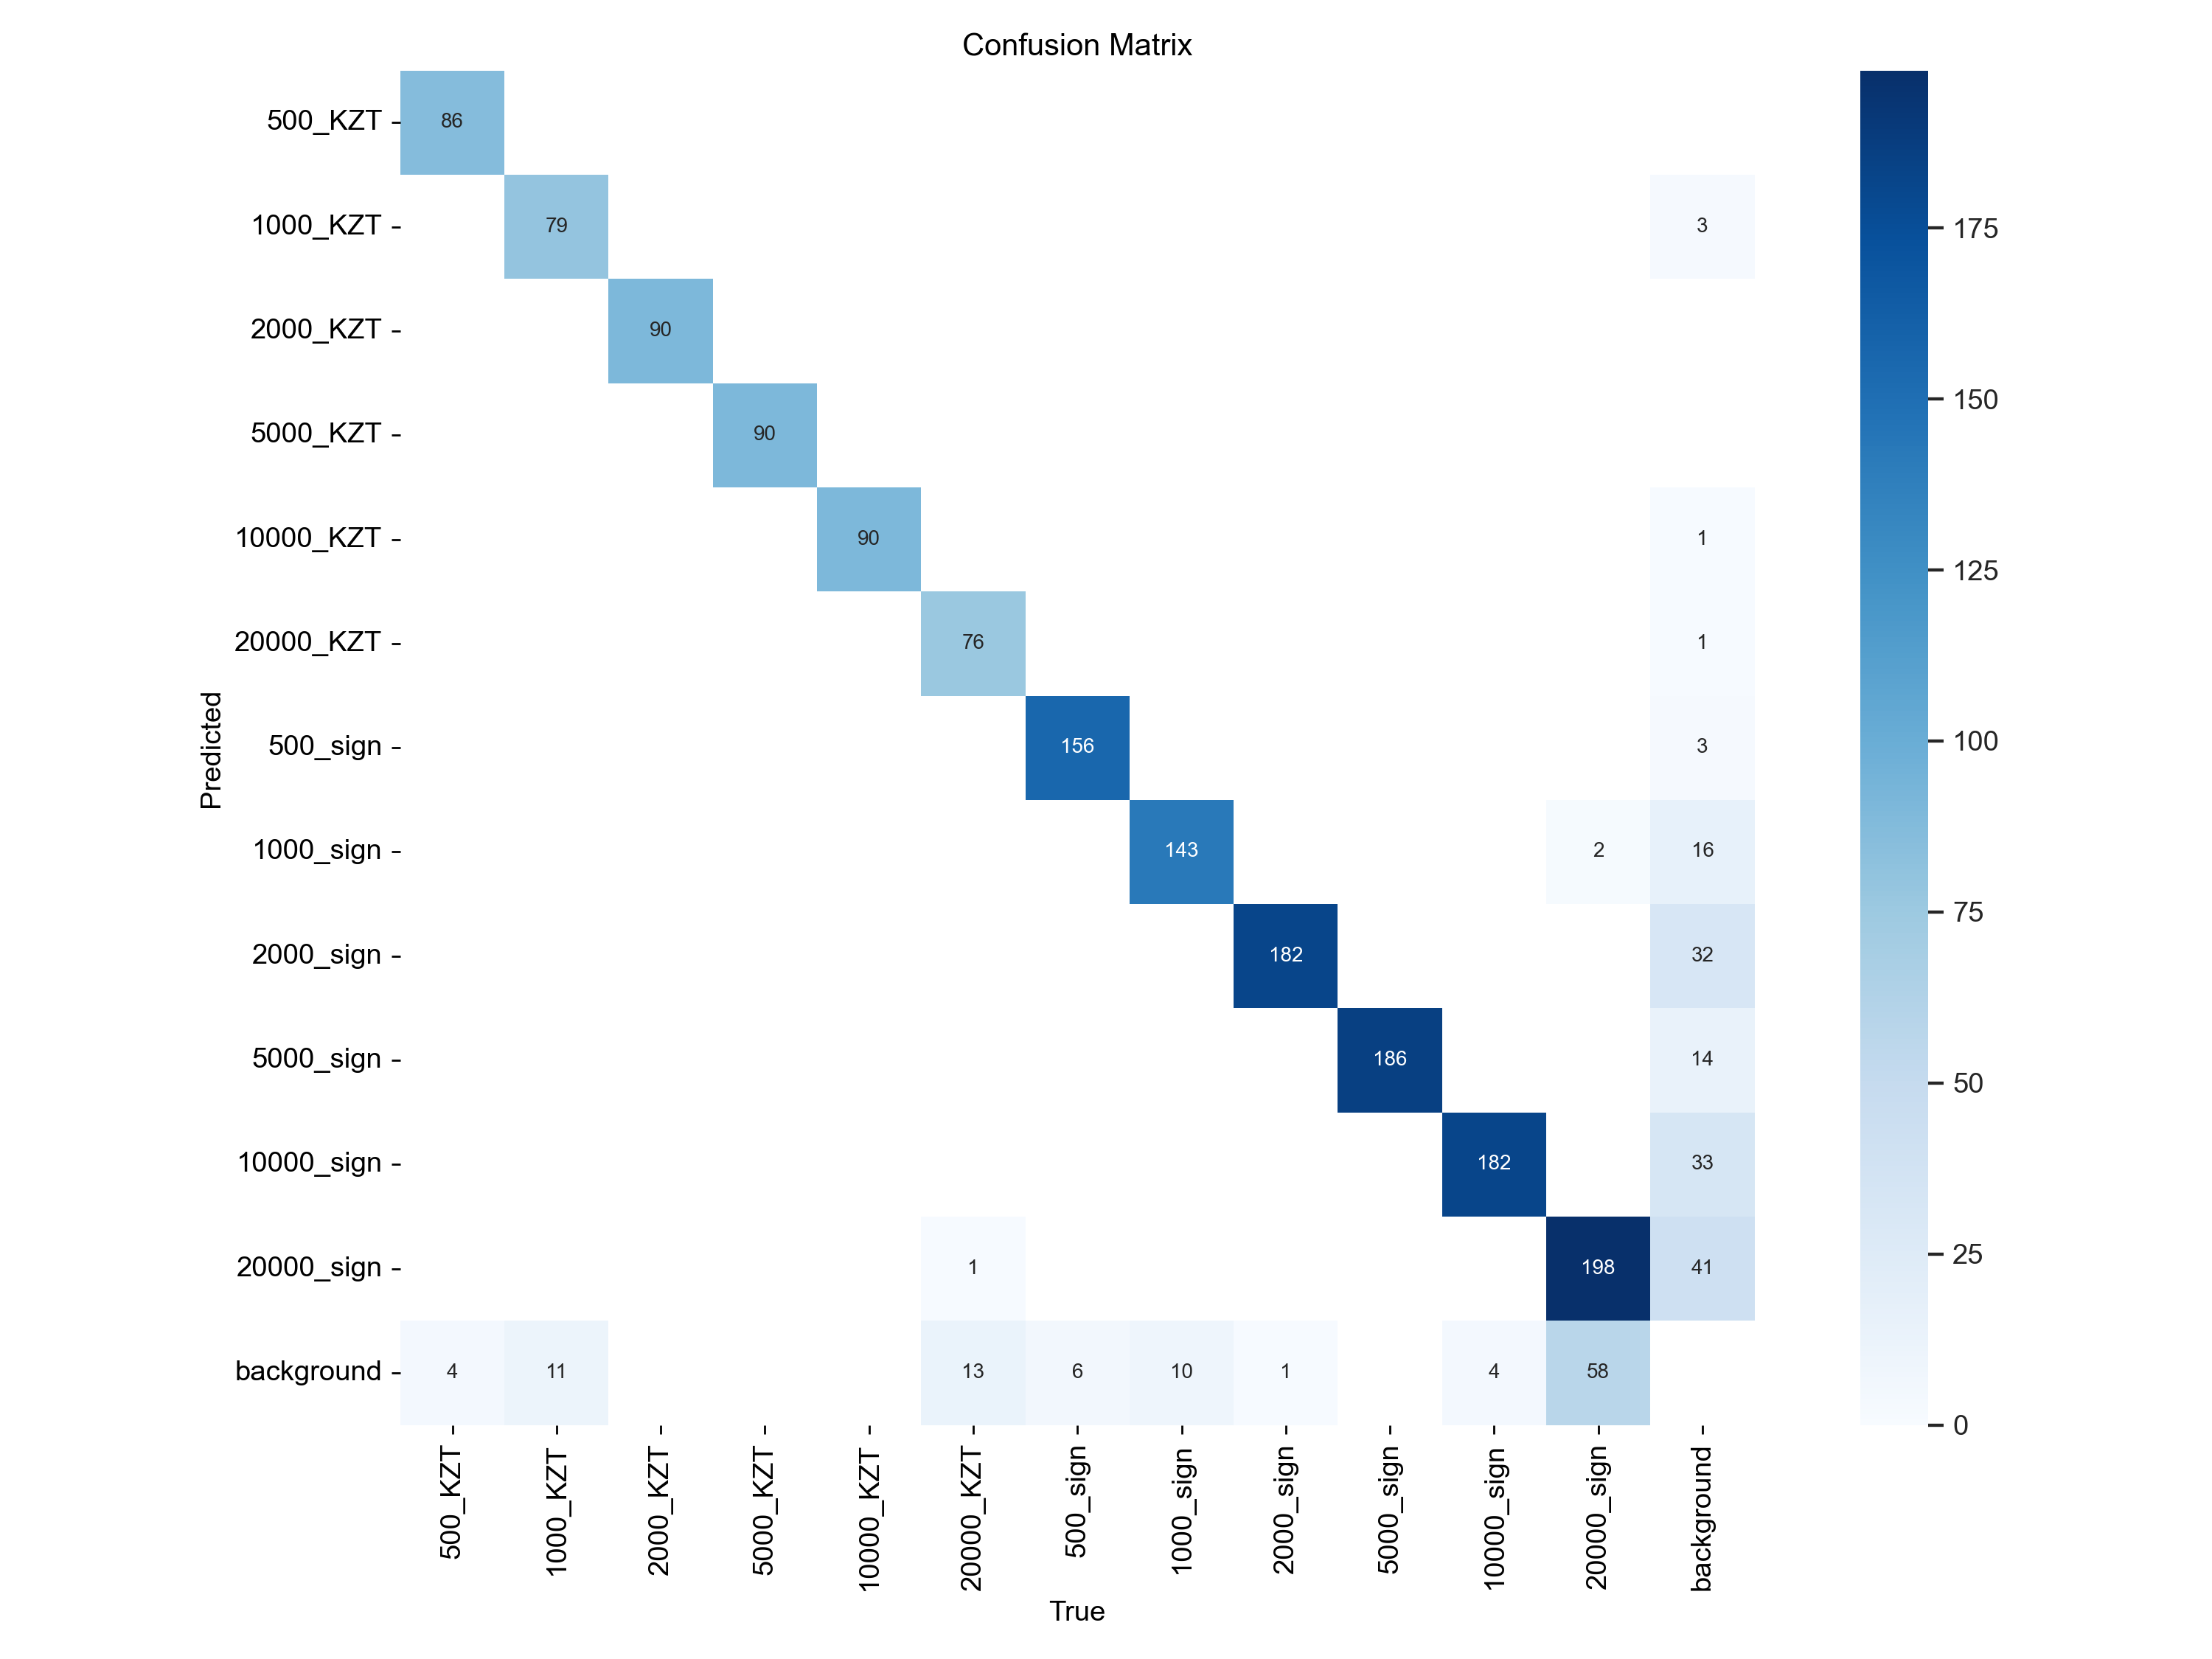 Confusion Matrix
500_KZT 86
1000_KZT 79 3
2000_KZT 90
5000_KZT 90
10000_KZT 90 1
20000_KZT 76 1
500_sign 156 3
1000_sign 143 2 16
2000_sign 182 32
5000_sign 186 14
10000_sign 182 33
20000_sign 1 198 41
background 4 11 13 6 10 1 4 58
500_KZT 1000_KZT 2000_KZT 5000_KZT 10000_KZT 20000_KZT 500_sign 1000_sign 2000_sign 5000_sign 10000_sign 20000_sign background
True
Predicted
175
150
125
100
75
50
25
0